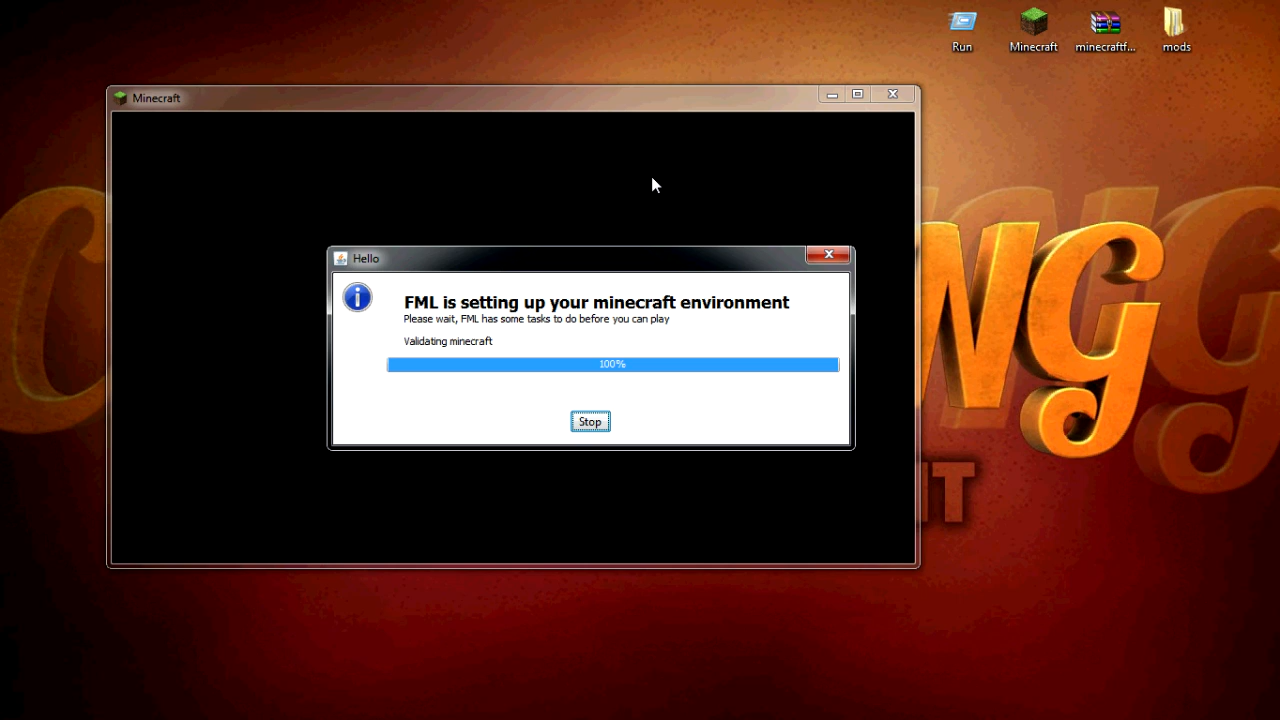 Run
Minecraft
minecraftf...
mods
Minecraft
Hello
FML is setting up your minecraft environment
Please wait, FML has some tasks to do before you can play
Validating minecraft
100%
Stop